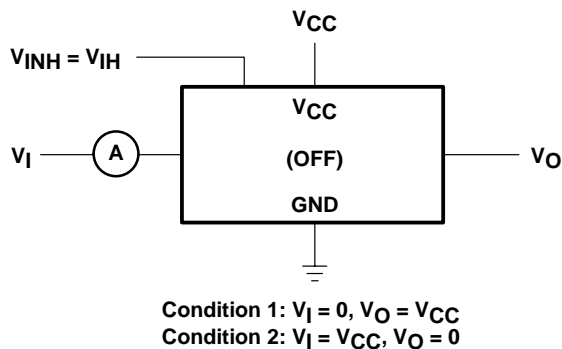 VCC
VINH = VIH
VCC
VI
A
(OFF)
VO
GND
Condition 1: VI = 0, VO = VCC
Condition 2: VI = VCC, VO = 0